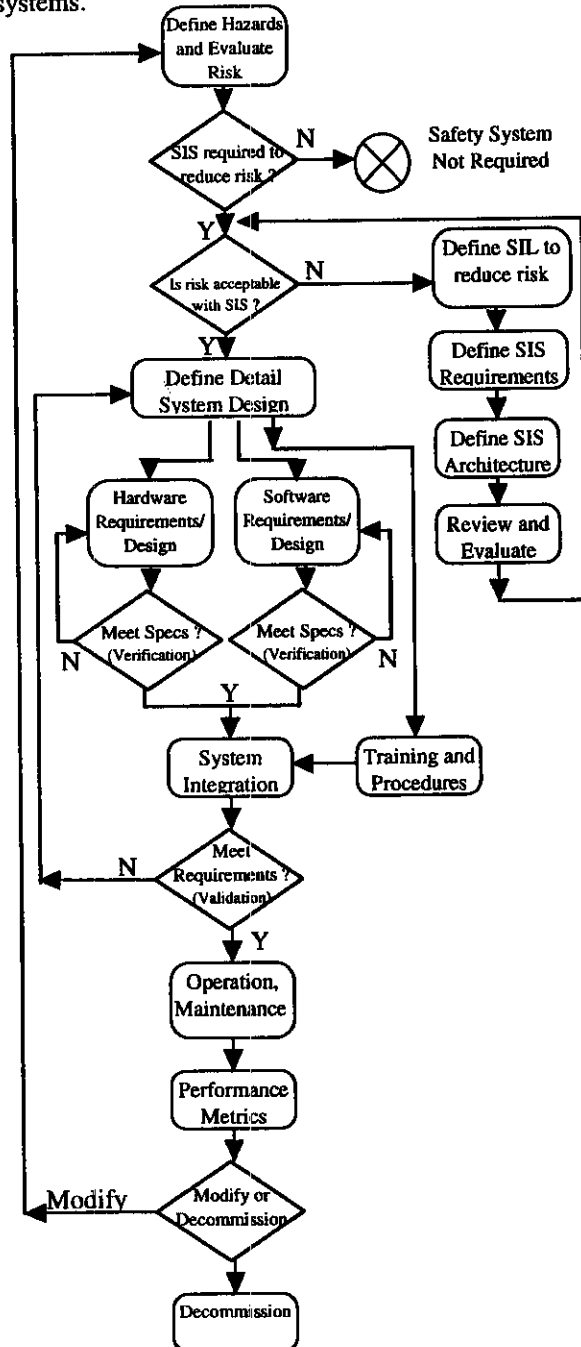 systems.
Define Hazards
and Evaluate
Risk
SIS required to
reduce risk ?
N
Safety System
Not Required
Y
Is risk acceptable
with SIS ?
N
Define SIL to
reduce risk
Y
Define SIS
Requirements
Define Detail
System Design
Define SIS
Architecture
Hardware
Requirements/
Design
Software
Requirements/
Design
Review and
Evaluate
Meet Specs ?
(Verification)
N
Meet Specs ?
(Verification)
N
Y
System
Integration
Training and
Procedures
Meet
Requirements ?
(Validation)
N
Y
Operation,
Maintenance
Performance
Metrics
Modify or
Decommission
Modify
Decommission